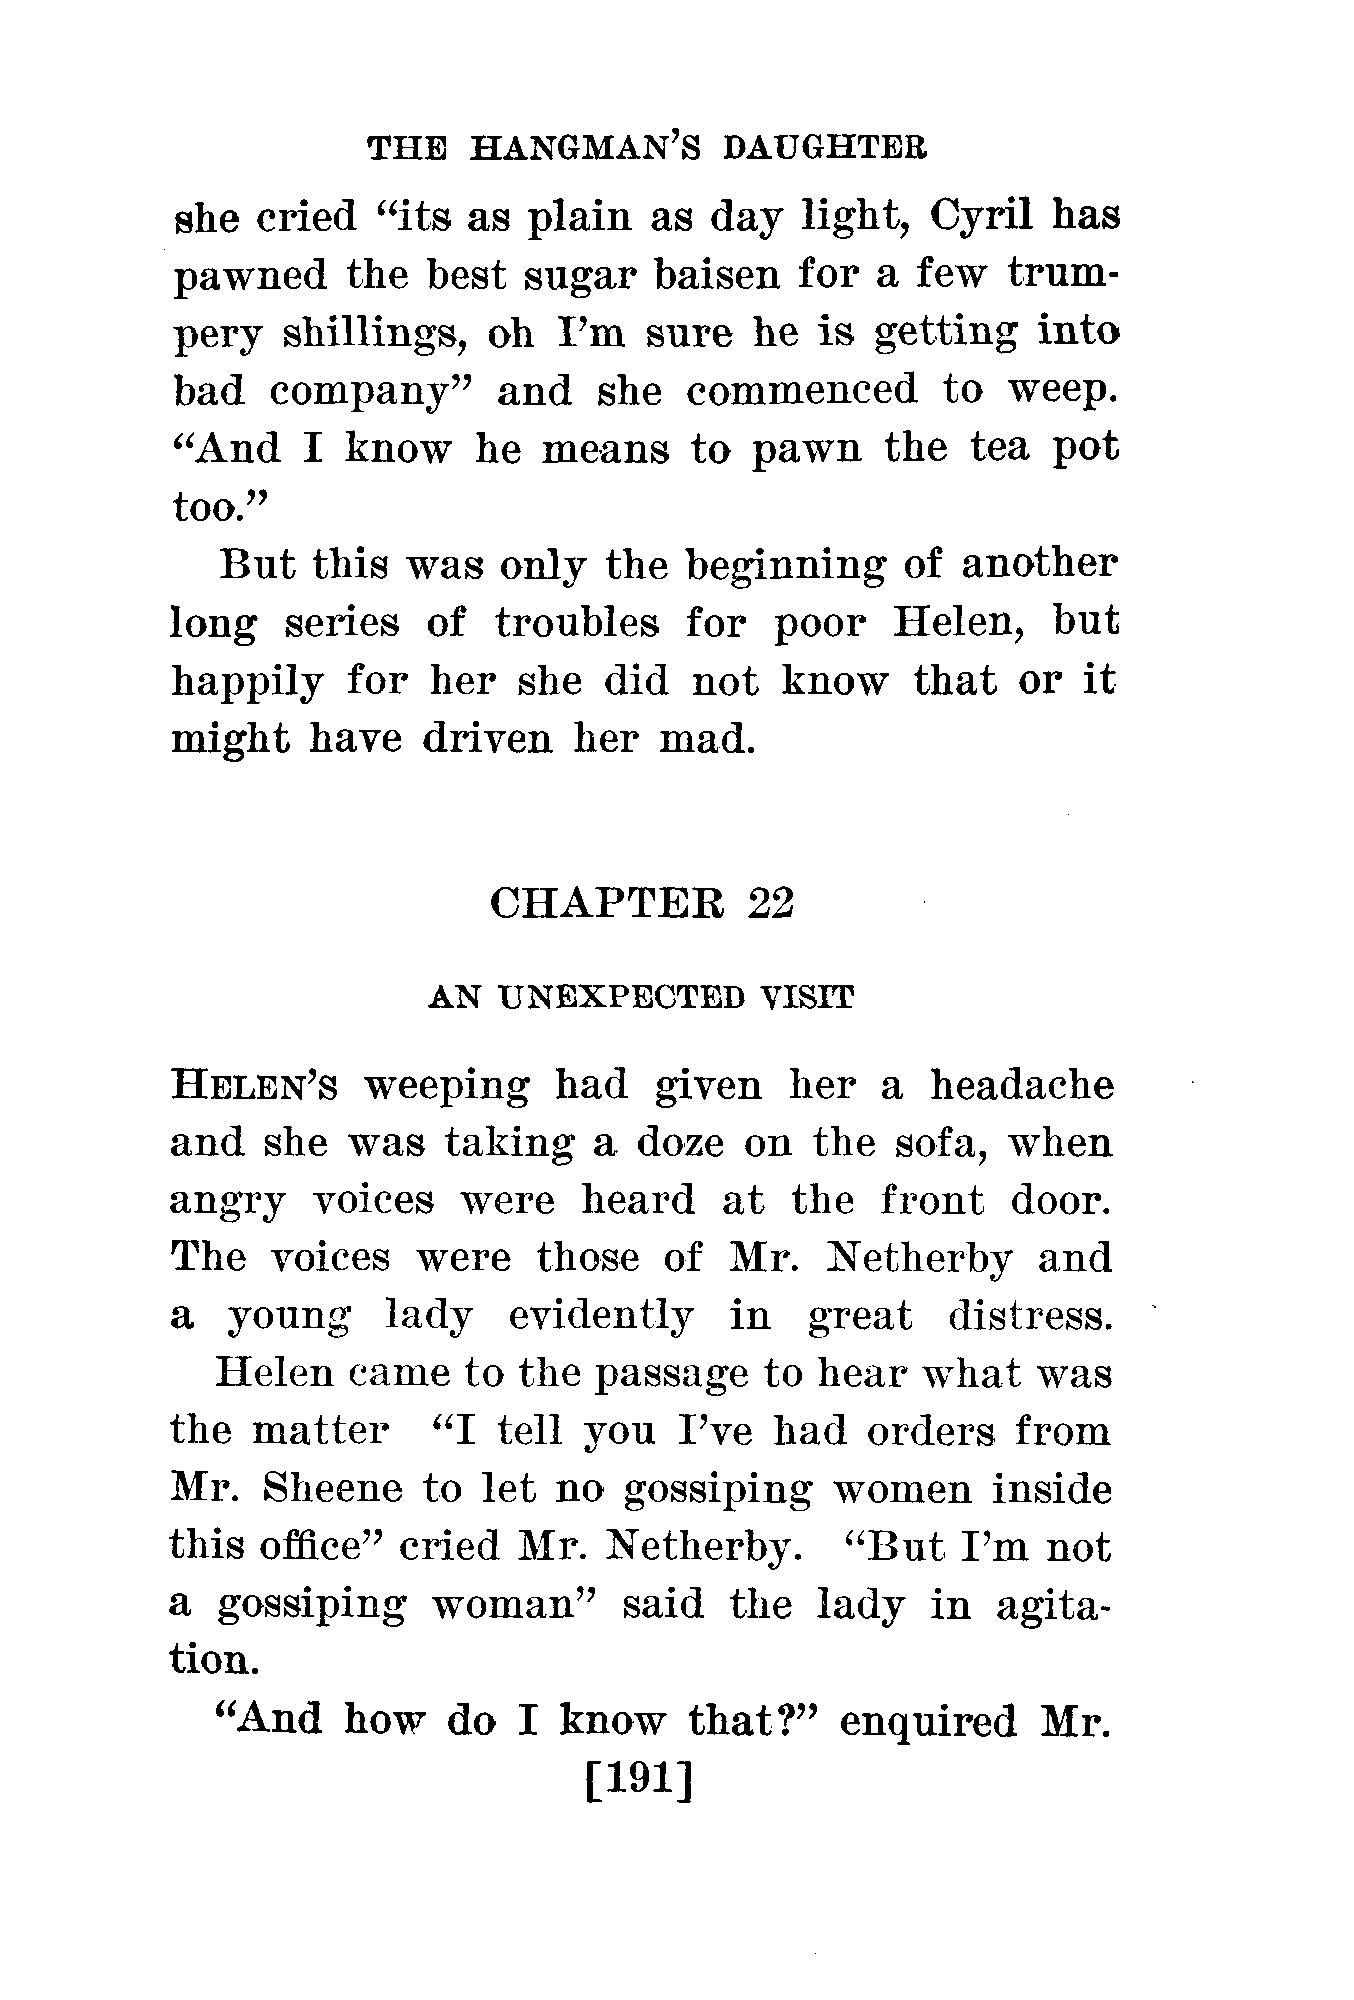 THE HANGMAN'S DAUGHTER
she cried “its as plain as day light, Cyril has
pawned the best sugar baisen for a few trum-
pery shillings, oh I'm sure he is getting into
bad company” and she commenced to weep.
“And I know he means to pawn the tea pot
too.”
But this was only the beginning of another
long series of troubles for poor Helen, but
happily for her she did not know that or it
might have driven her mad.
CHAPTER 22
AN UNEXPECTED VISIT
HELEN'S weeping had given her a headache
and she was taking a doze on the sofa, when
angry voices were heard at the front door.
The voices were those of Mr. Netherby and
a young lady evidently in great distress.
Helen came to the passage to hear what was
the matter “I tell you I've had orders from
Mr. Sheene to let no gossiping women inside
this office” cried Mr. Netherby. “But I'm not
a gossiping woman” said the lady in agita-
tion.
“And how do I know that?” enquired Mr.
[191]